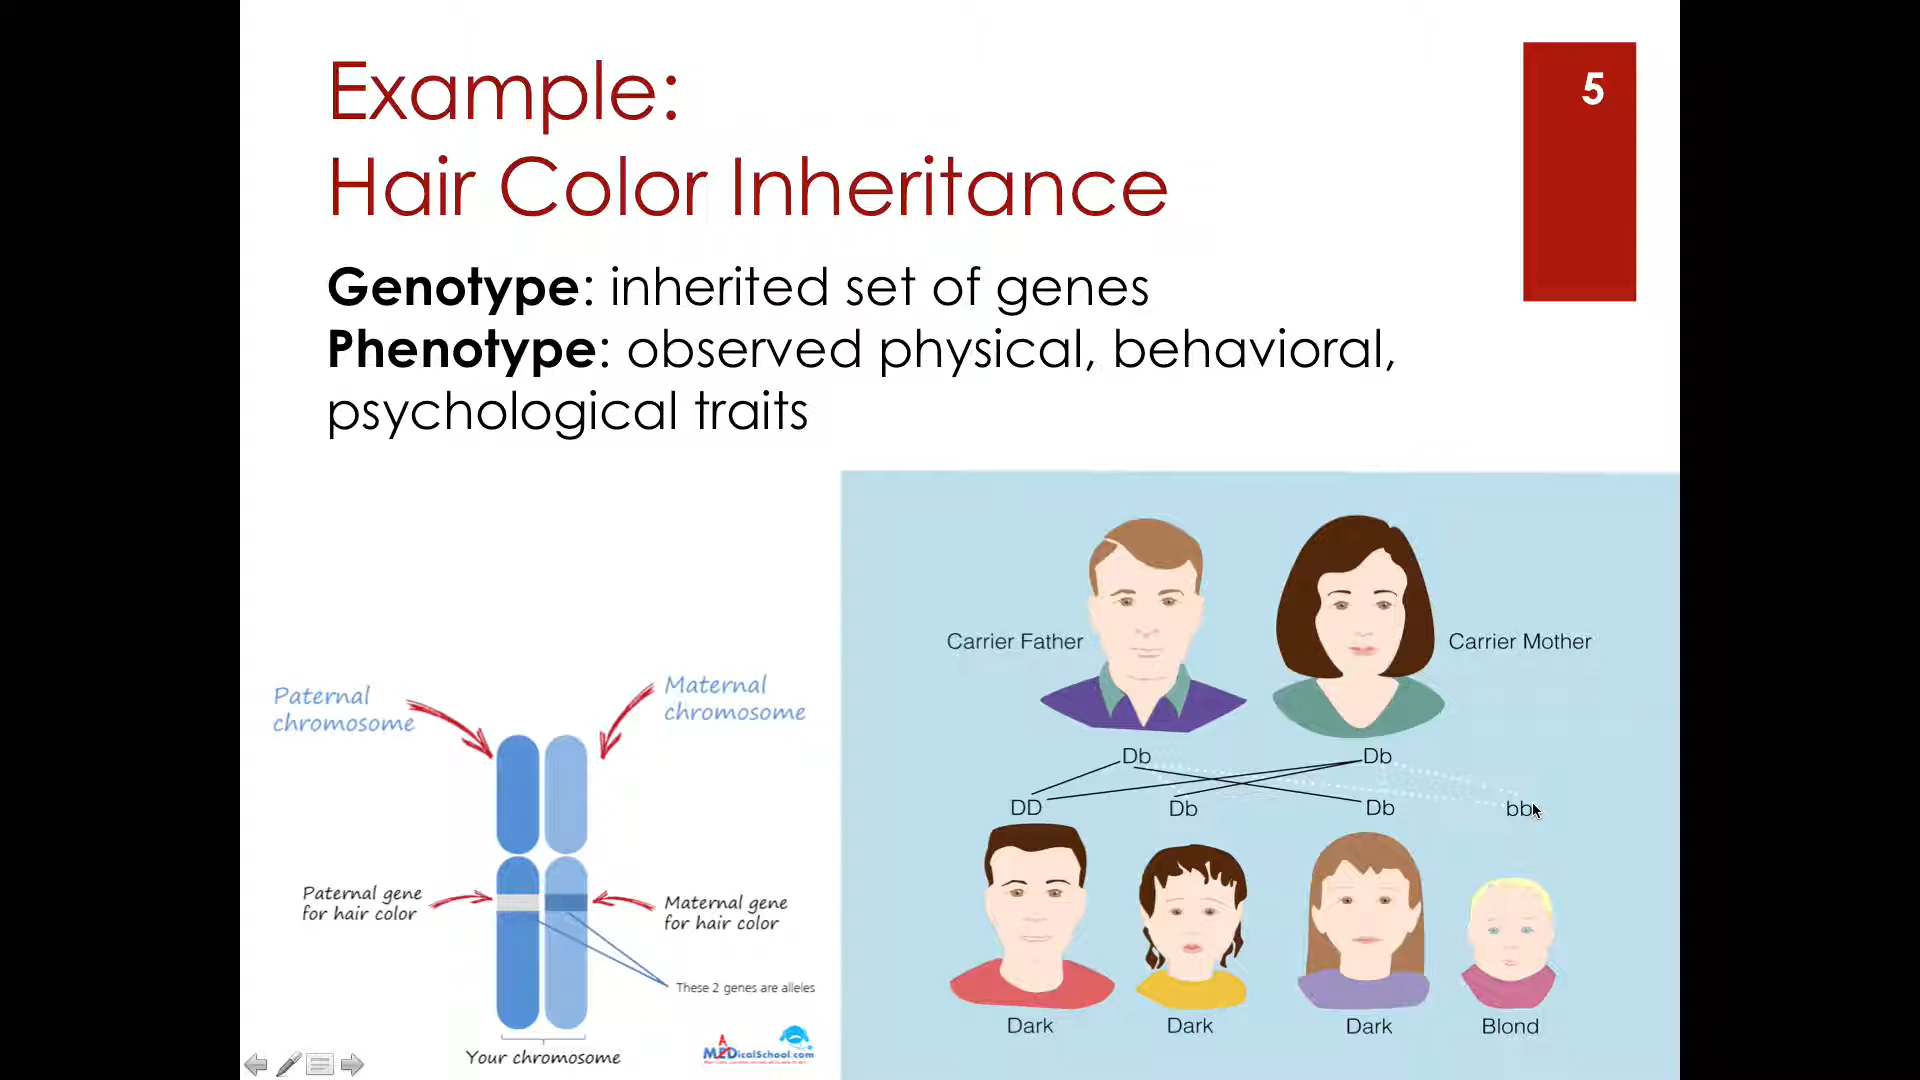 Example:
Hair Color Inheritance
5
Genotype: inherited set of genes
Phenotype: observed physical, behavioral,
psychological traits
Paternal
chromosome
Maternal
chromosome
Paternal gene
for hair color
Maternal gene
for hair color
These 2 genes are alleles
Your chromosome
MEDicalSchool.com
Carrier Father
Carrier Mother
Db
Db
DD
Db
Db
bb
Dark
Dark
Dark
Blond